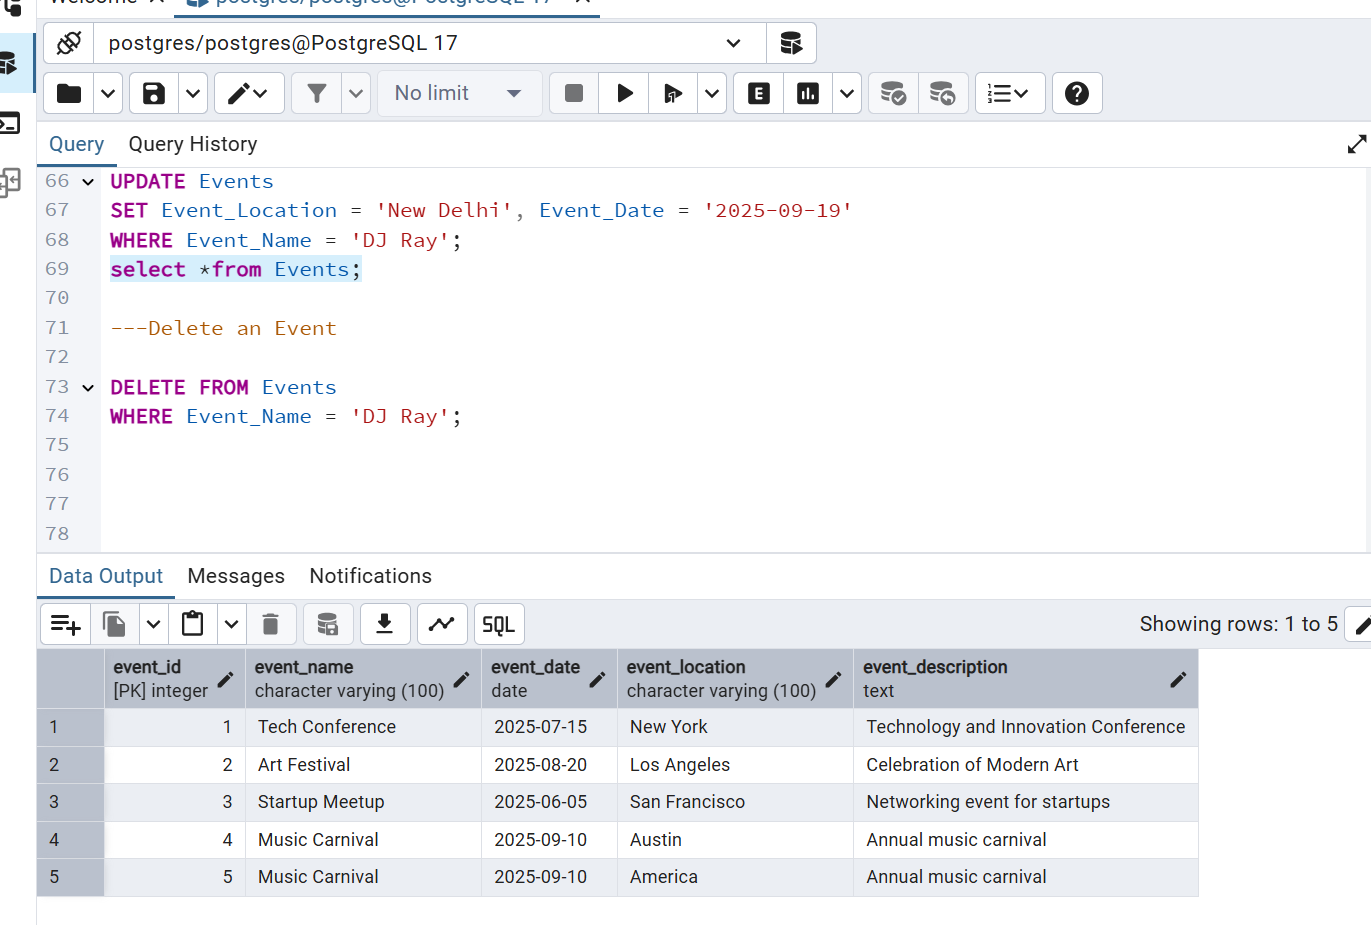 Welcome
postgres/postgres@PostgreSQL 17
postgres/postgres@PostgreSQL 17
No limit
E
Query Query History
66 UPDATE Events
67 SET Event_Location = 'New Delhi', Event_Date = '2025-09-19'
68 WHERE Event_Name = 'DJ Ray';
69 select *from Events;
70
71 ---Delete an Event
72
73 DELETE FROM Events
74 WHERE Event_Name = 'DJ Ray';
75
76
77
78
Data Output Messages Notifications
SQL Showing rows: 1 to 5
event_id event_name event_date event_location event_description
[PK] integer character varying (100) date character varying (100) text
1 1 Tech Conference 2025-07-15 New York Technology and Innovation Conference
2 2 Art Festival 2025-08-20 Los Angeles Celebration of Modern Art
3 3 Startup Meetup 2025-06-05 San Francisco Networking event for startups
4 4 Music Carnival 2025-09-10 Austin Annual music carnival
5 5 Music Carnival 2025-09-10 America Annual music carnival